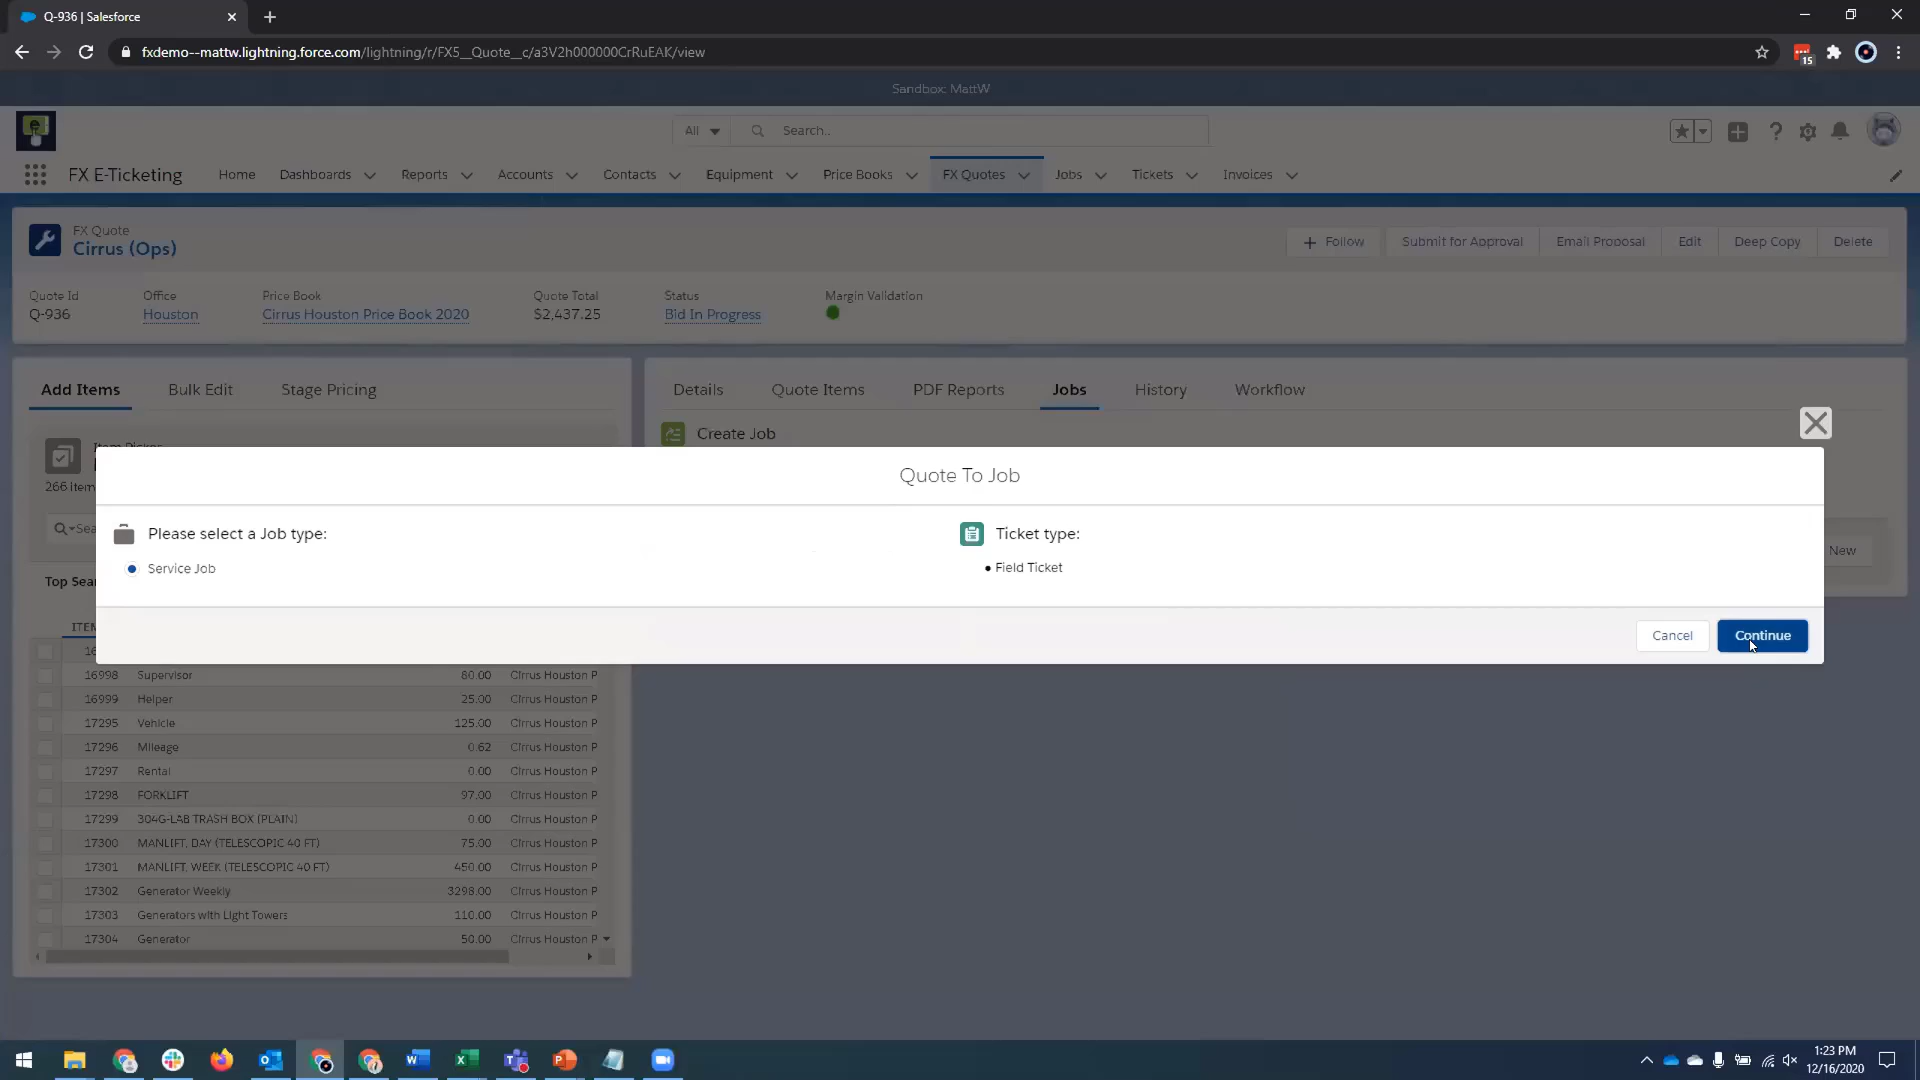 Q-936 | Salesforce
fxdemo--mattw.lightning.force.com/lightning/r/FX5__Quote__c/a3V2h000000CrRuEAK/view
15
Sandbox: MattW
All
Search..
FX E-Ticketing
Home Dashboards Reports Accounts Contacts Equipment Price Books FX Quotes Jobs Tickets Invoices
FX Quote
Cirrus (Ops)
Follow Submit for Approval Email Proposal Edit Deep Copy Delete
Quote Id Office Price Book Quote Total Status Margin Validation
Q-936 Houston Cirrus Houston Price Book 2020 $2,437.25 Bid In Progress
Add Items Bulk Edit Stage Pricing
Details Quote Items PDF Reports Jobs History Workflow
Create Job
266 Item
Quote To Job
Please select a Job type:
Ticket type:
Service Job
Field Ticket
New
Top Sea
ITEM
Cancel Continue
16
16998 Supervisor 80.00 Cirrus Houston P
16999 Helper 25.00 Cirrus Houston P
17295 Vehicle 125.00 Cirrus Houston P
17296 Mileage 0.62 Cirrus Houston P
17297 Rental 0.00 Cirrus Houston P
17298 FORKLIFT 97.00 Cirrus Houston P
17299 304G-LAB TRASH BOX (PLAIN) 0.00 Cirrus Houston P
17300 MANLIFT, DAY (TELESCOPIC 40 FT) 75.00 Cirrus Houston P
17301 MANLIFT, WEEK (TELESCOPIC 40 FT) 450.00 Cirrus Houston P
17302 Generator Weekly 3298.00 Cirrus Houston P
17303 Generators with Light Towers 110.00 Cirrus Houston P
17304 Generator 50.00 Cirrus Houston P
1:23 PM
12/16/2020